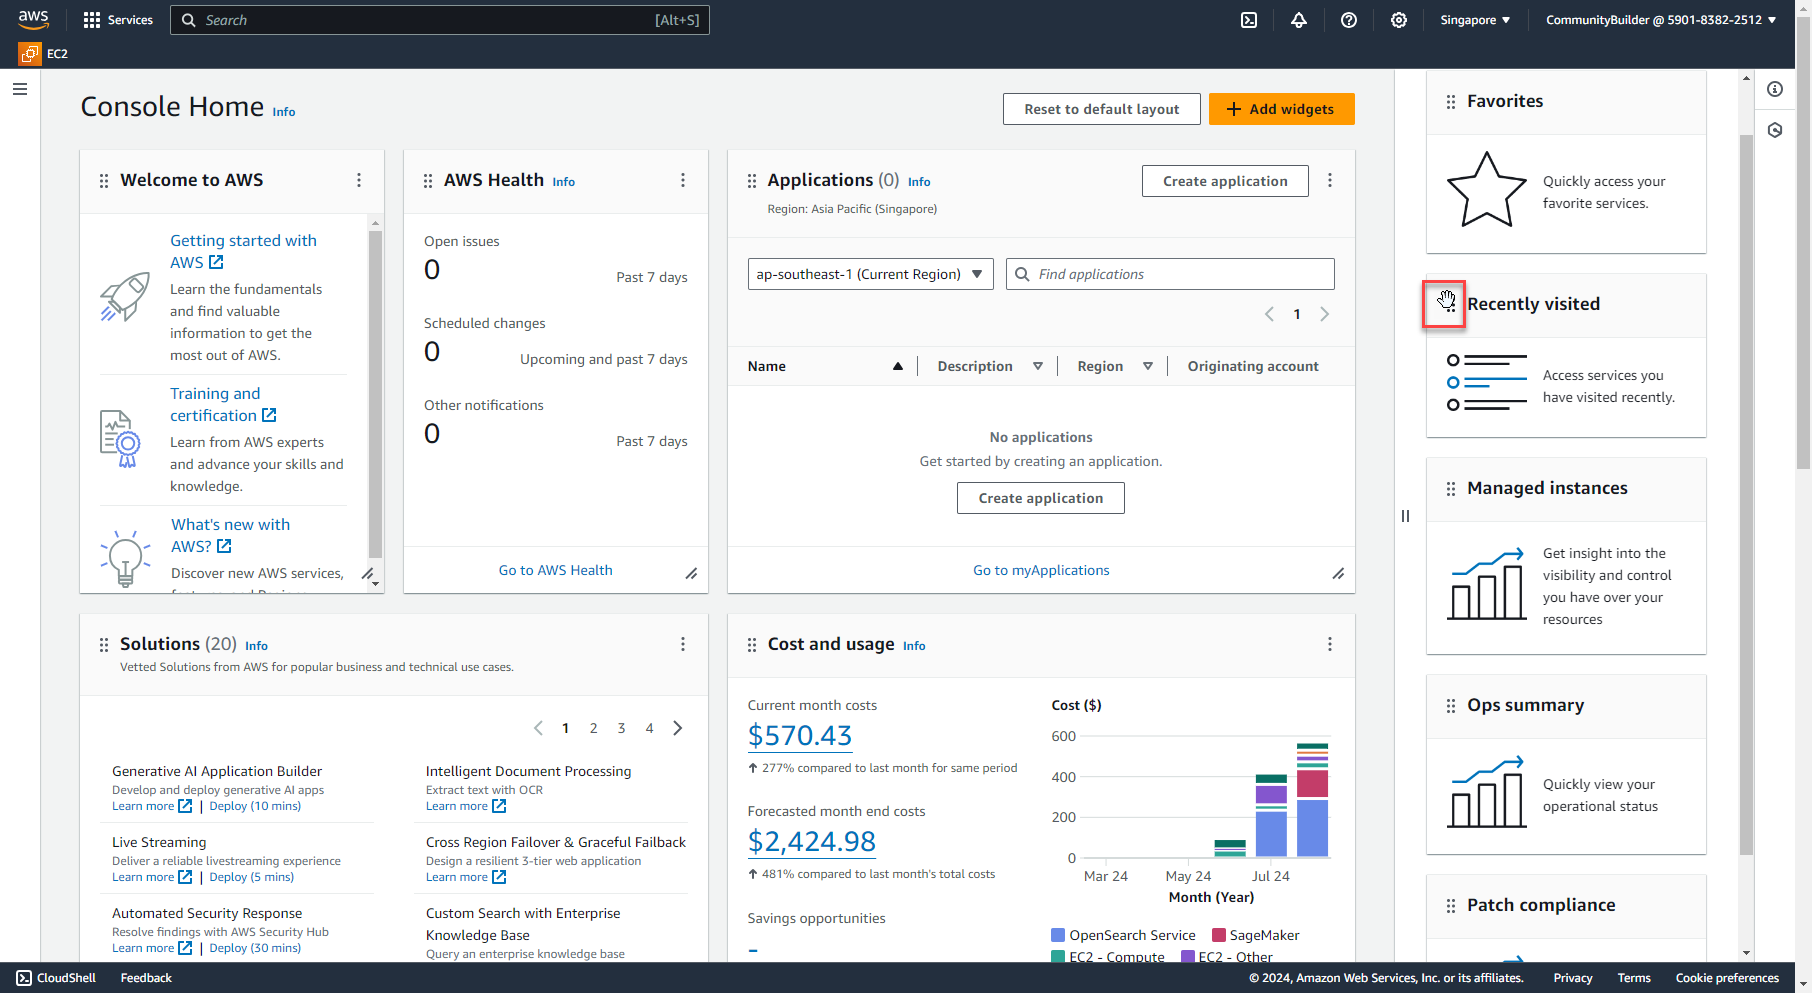 aws
Services
Search
[Alt+S]
Singapore ▼
CommunityBuilder @ 5901-8382-2512 ▼
EC2
Console Home Info
Reset to default layout
+ Add widgets
Welcome to AWS
Getting started with
AWS
Learn the fundamentals
and find valuable
information to get the
most out of AWS.
Training and
certification
Learn from AWS experts
and advance your skills and
knowledge.
What's new with
AWS?
Discover new AWS services,
AWS Health Info
Open issues
0
Past 7 days
Scheduled changes
0
Upcoming and past 7 days
Other notifications
0
Past 7 days
Go to AWS Health
Applications (0) Info
Region: Asia Pacific (Singapore)
Create application
ap-southeast-1 (Current Region)
Find applications
1
Name
Description
Region
Originating account
No applications
Get started by creating an application.
Create application
Go to myApplications
Solutions (20) Info
Vetted Solutions from AWS for popular business and technical use cases.
1 2 3 4
Generative AI Application Builder
Develop and deploy generative AI apps
Learn more | Deploy (10 mins)
Live Streaming
Deliver a reliable livestreaming experience
Learn more | Deploy (5 mins)
Automated Security Response
Resolve findings with AWS Security Hub
Learn more | Deploy (30 mins)
Intelligent Document Processing
Extract text with OCR
Learn more
Cross Region Failover & Graceful Failback
Design a resilient 3-tier web application
Learn more
Custom Search with Enterprise
Knowledge Base
Query an enterprise knowledge base
Cost and usage Info
Current month costs
$570.43
277% compared to last month for same period
Forecasted month end costs
$2,424.98
481% compared to last month's total costs
Savings opportunities
–
Cost ($)
600
400
200
0
Mar 24
May 24
Jul 24
Month (Year)
OpenSearch Service
SageMaker
EC2 - Compute
EC2 - Other
Favorites
Quickly access your
favorite services.
Recently visited
Access services you
have visited recently.
Managed instances
Get insight into the
visibility and control
you have over your
resources
Ops summary
Quickly view your
operational status
Patch compliance
CloudShell
Feedback
© 2024, Amazon Web Services, Inc. or its affiliates.
Privacy
Terms
Cookie preferences